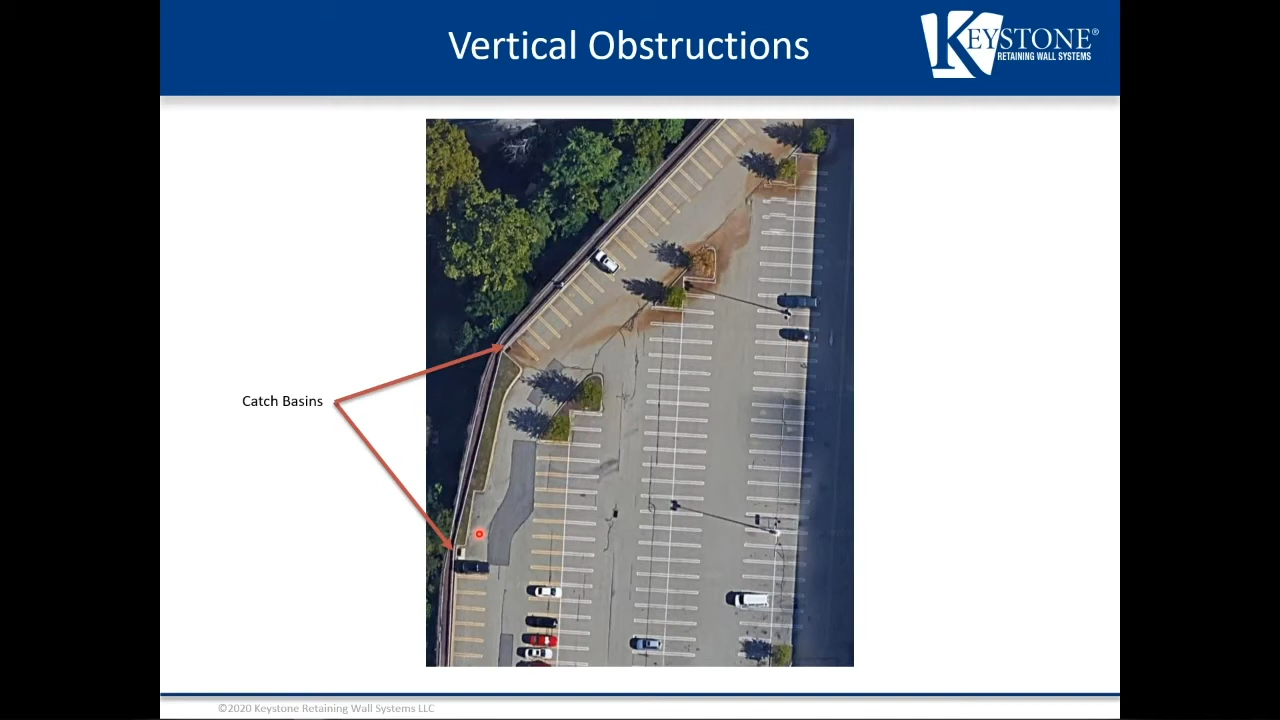 Vertical Obstructions
KEYSTONE®
RETAINING WALL SYSTEMS
Catch Basins
©2020 Keystone Retaining Wall Systems LLC